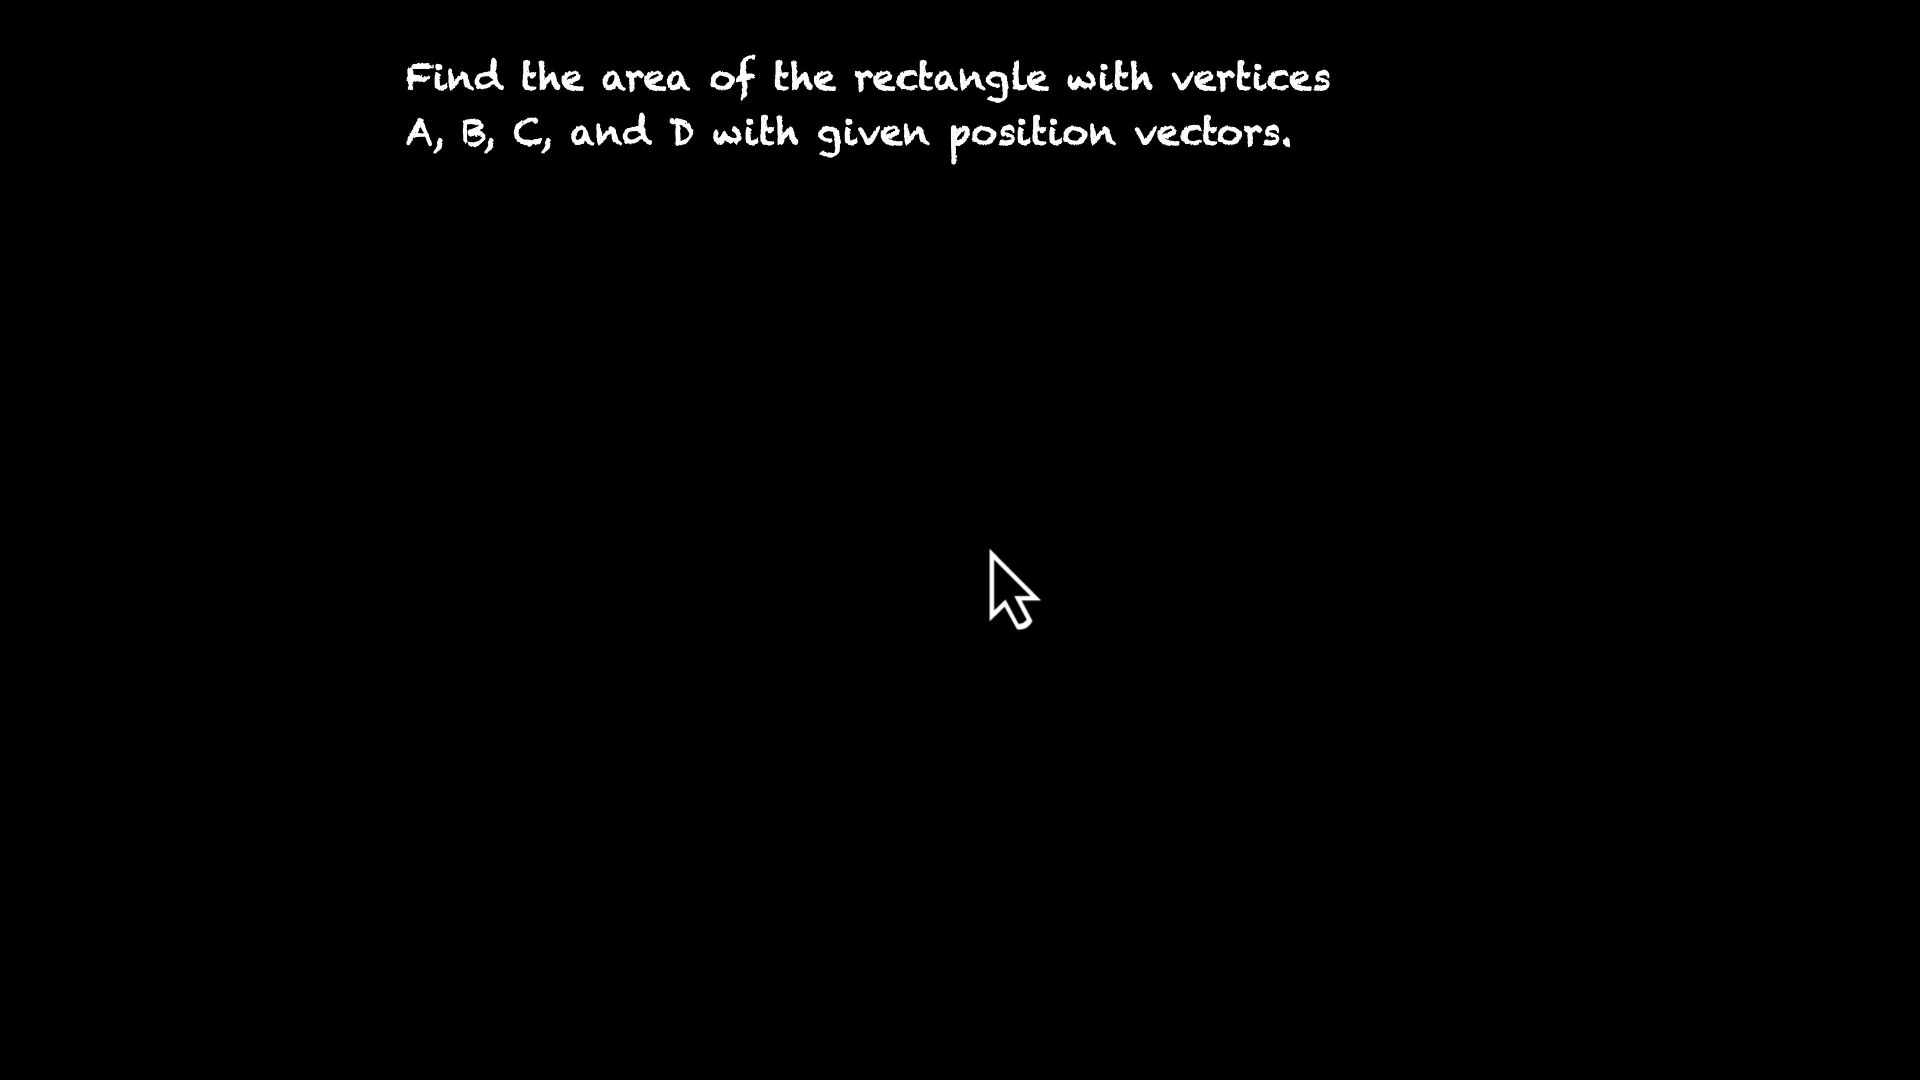 Find the area of the rectangle with vertices
A, B, C, and D with given position vectors.